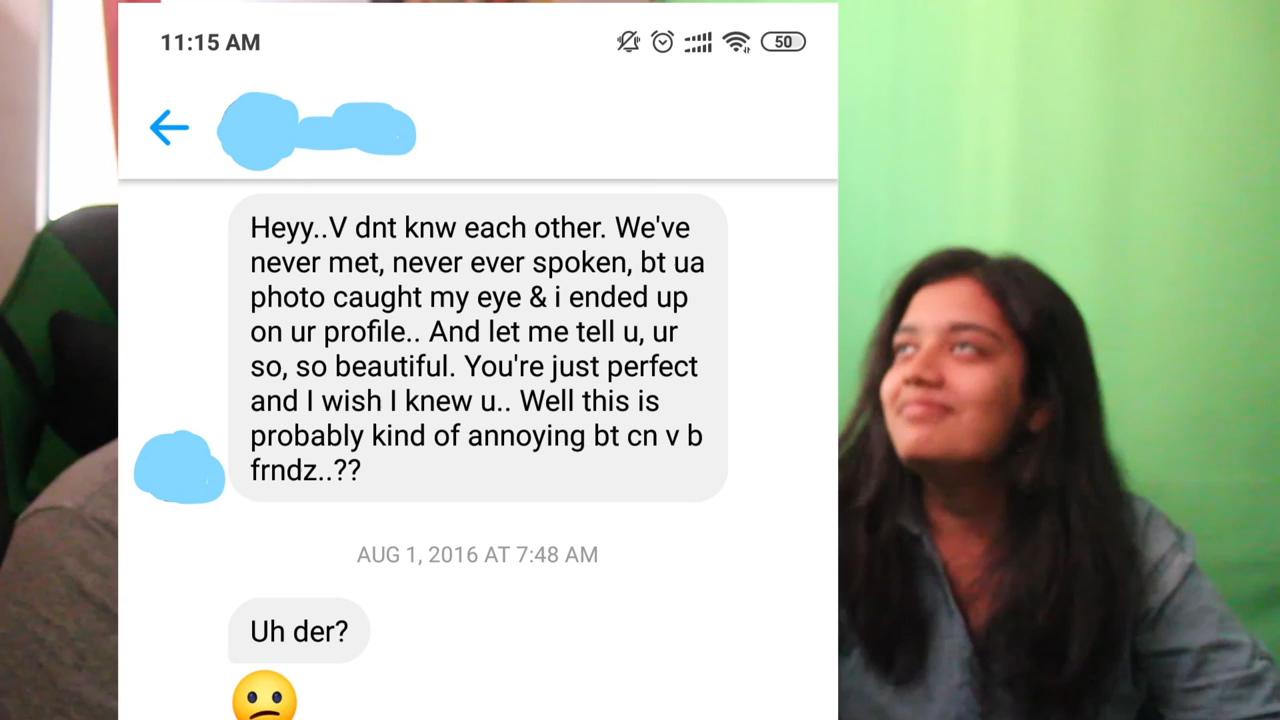 11:15 AM
50
Heyy..V dnt knw each other. We've
never met, never ever spoken, bt ua
photo caught my eye & i ended up
on ur profile.. And let me tell u, ur
so, so beautiful. You're just perfect
and I wish I knew u.. Well this is
probably kind of annoying bt cn v b
frndz..??
AUG 1, 2016 AT 7:48 AM
Uh der?